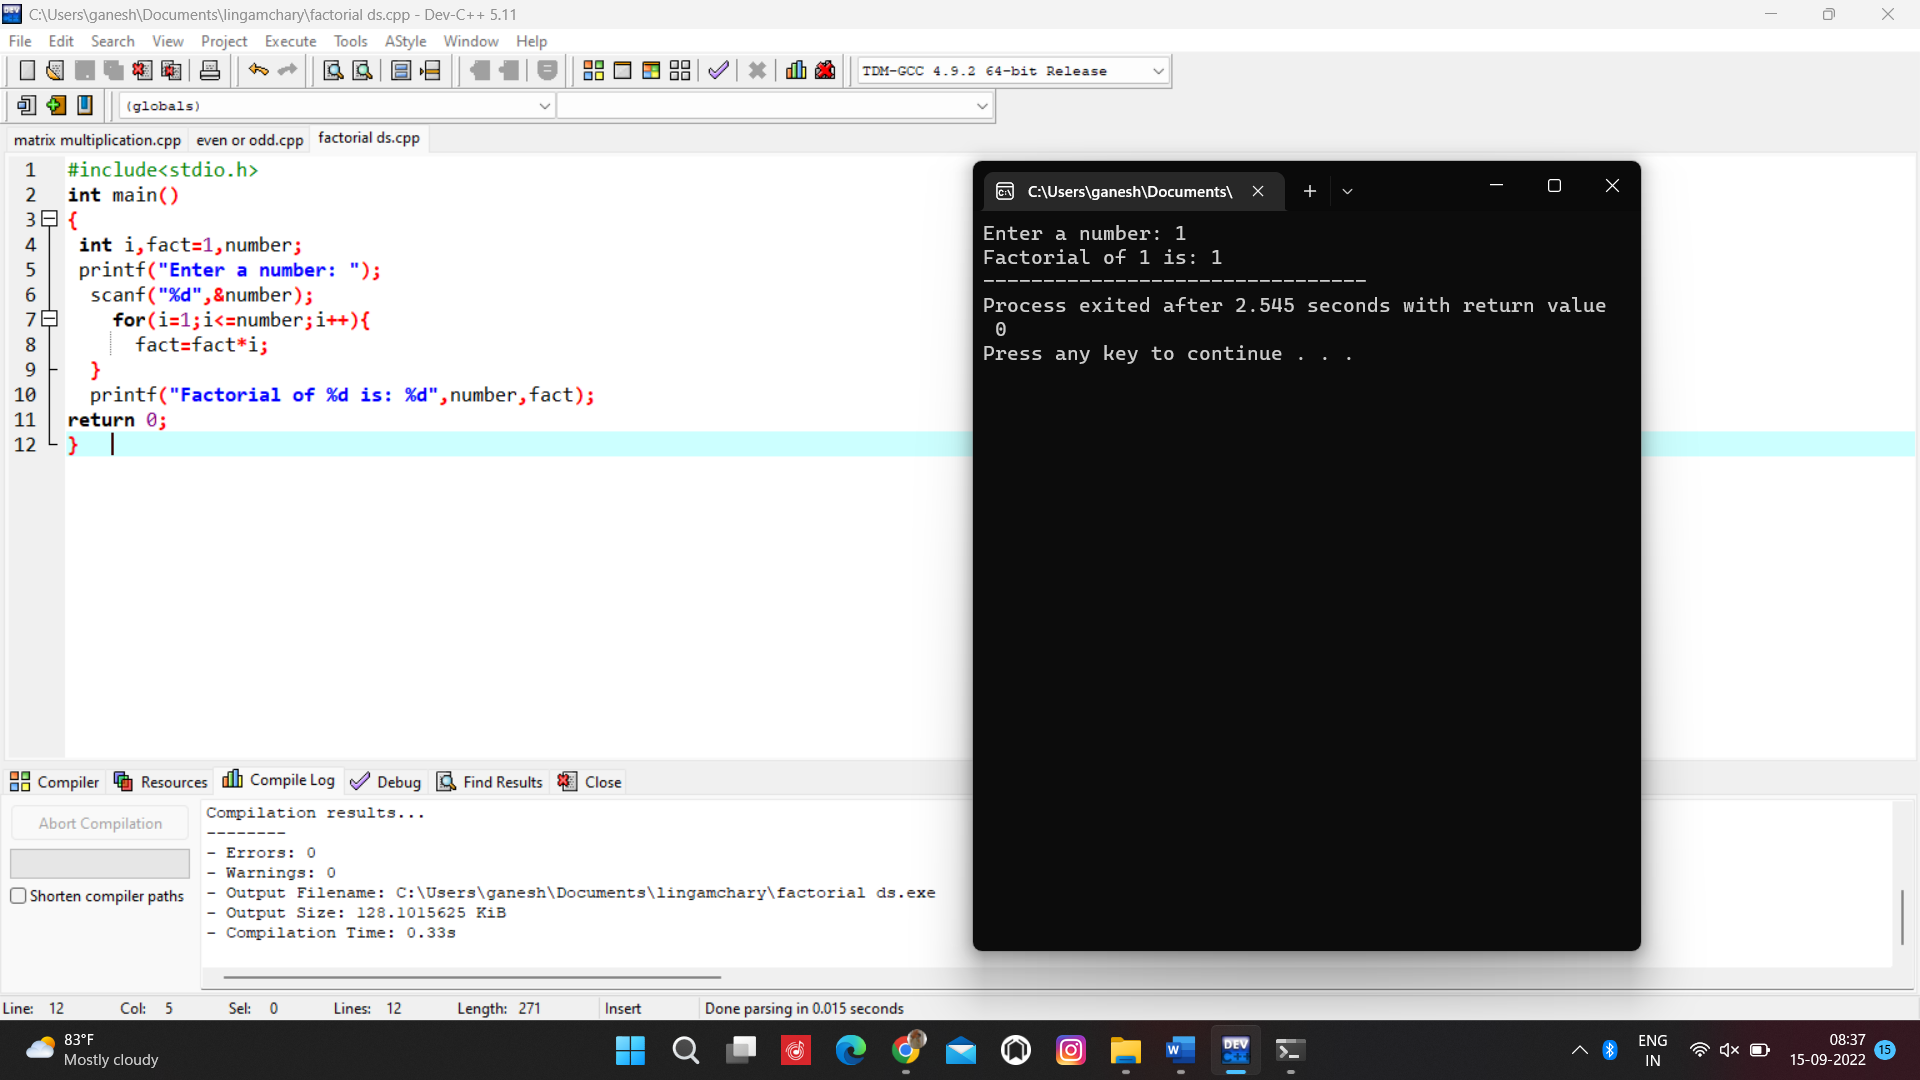 C:\Users\ganesh\Documents\lingamchary\factorial ds.cpp - Dev-C++ 5.11
File Edit Search View Project Execute Tools AStyle Window Help
TDM-GCC 4.9.2 64-bit Release
(globals)
matrix multiplication.cpp even or odd.cpp factorial ds.cpp
1 #include<stdio.h>
2 int main()
3 {
4 int i,fact=1,number;
5 printf("Enter a number: ");
6 scanf("%d",&number);
7 for(i=1;i<=number;i++){
8 fact=fact*i;
9 }
10 printf("Factorial of %d is: %d",number,fact);
11 return 0;
12 }
C:\Users\ganesh\Documents\
Enter a number: 1
Factorial of 1 is: 1
--------------------------------
Process exited after 2.545 seconds with return value
0
Press any key to continue . . .
Compiler Resources Compile Log Debug Find Results Close
Abort Compilation
Shorten compiler paths
Compilation results...
--------
- Errors: 0
- Warnings: 0
- Output Filename: C:\Users\ganesh\Documents\lingamchary\factorial ds.exe
- Output Size: 128.1015625 KiB
- Compilation Time: 0.33s
Line: 12 Col: 5 Sel: 0 Lines: 12 Length: 271 Insert Done parsing in 0.015 seconds
83°F
Mostly cloudy
DEV
C++
ENG
IN
08:37
15-09-2022
15